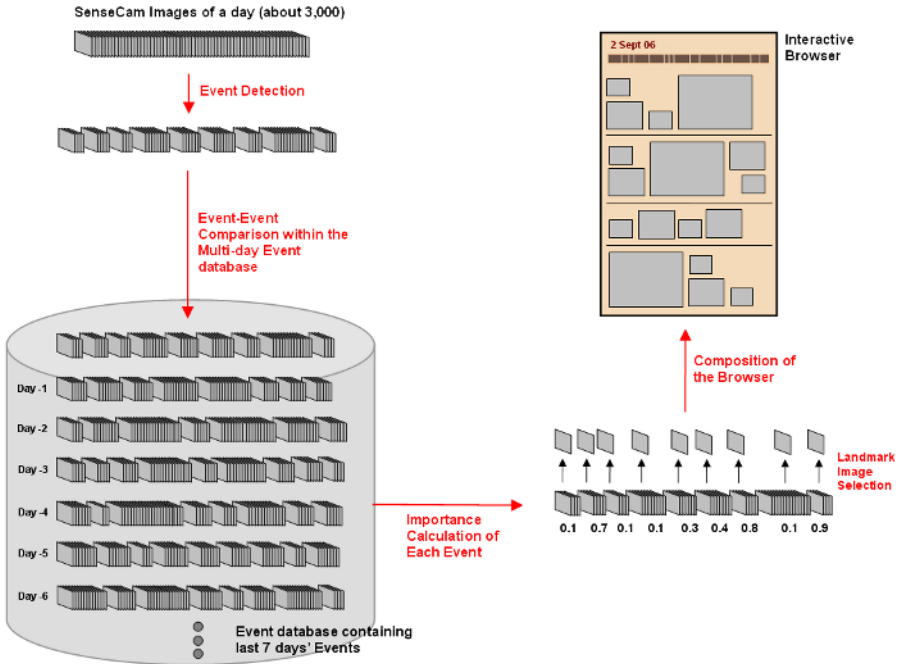 SenseCam Images of a day (about 3,000)
Event Detection
Event-Event
Comparison within the
Multi-day Event
database
Day -1
Day -2
Day -3
Day -4
Day -5
Day -6
Event database containing
last 7 days' Events
Importance
Calculation of
Each Event
0.1 0.7 0.1 0.1 0.3 0.4 0.8 0.1 0.9
Landmark
Image
Selection
Composition of
the Browser
2 Sept 06
Interactive
Browser